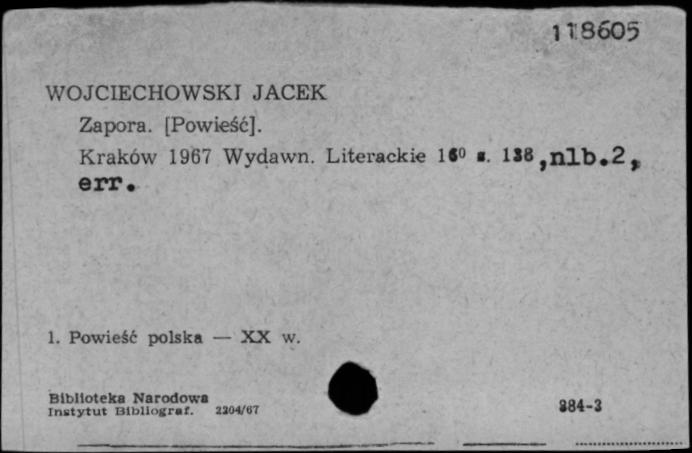 118605
WOJCIECHOWSKI JACEK
Zapora. [Powieść].
Kraków 1967 Wydawn. Literackie 16⁰ s. 138, nlb. 2,
err.
1. Powieść polska — XX w.
Biblioteka Narodowa
Instytut Bibliograf. 2204/67
884-3